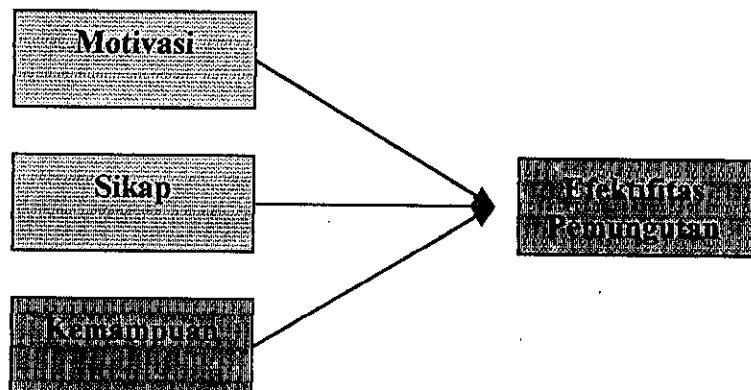 Motivasi
Sikap
Kemampuan
Efektifitas
Pemungutan